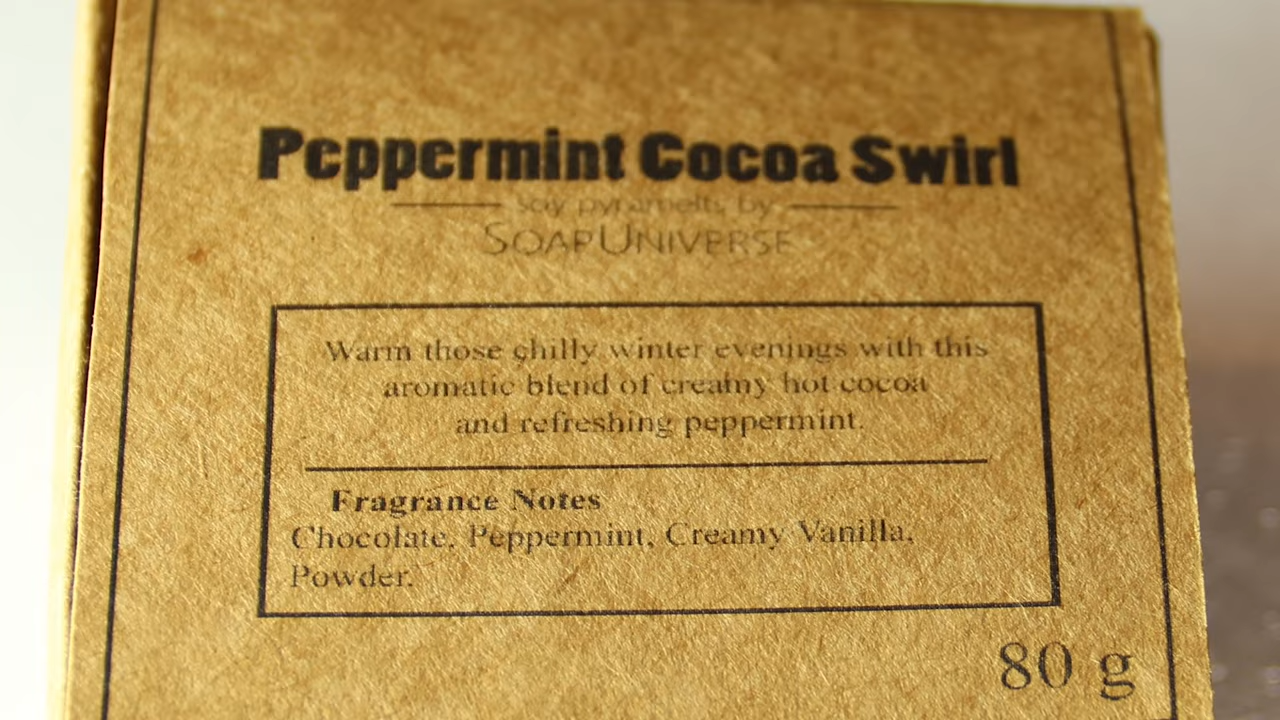 Peppermint Cocoa Swirl
soy pyramelts by
SOAPUNIVERSE
Warm those chilly winter evenings with this
aromatic blend of creamy hot cocoa
and refreshing peppermint.
Fragrance Notes
Chocolate, Peppermint, Creamy Vanilla,
Powder.
80 g